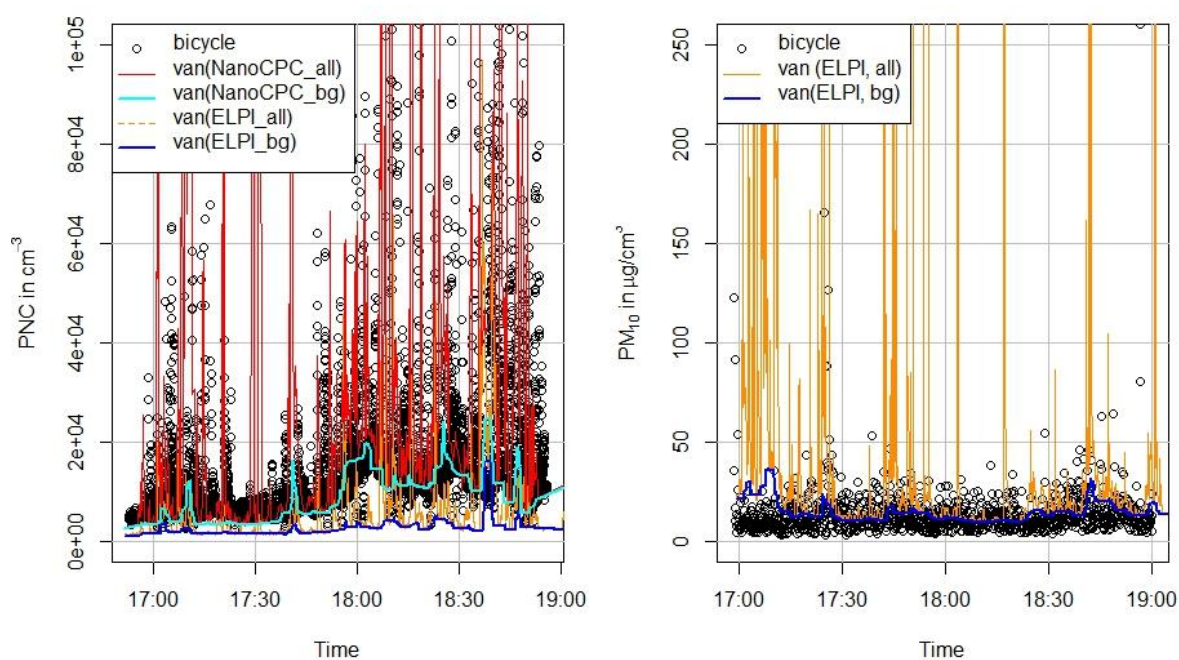 bicycle
van(NanoCPC_all)
van(NanoCPC_bg)
van(ELPI_all)
van(ELPI_bg)
PNC in cm⁻³
1e+05
8e+04
6e+04
4e+04
2e+04
0e+00
17:00 17:30 18:00 18:30 19:00
Time
bicycle
van (ELPI, all)
van(ELPI, bg)
PM₁₀ in µg/cm³
250
200
150
100
50
0
17:00 17:30 18:00 18:30 19:00
Time